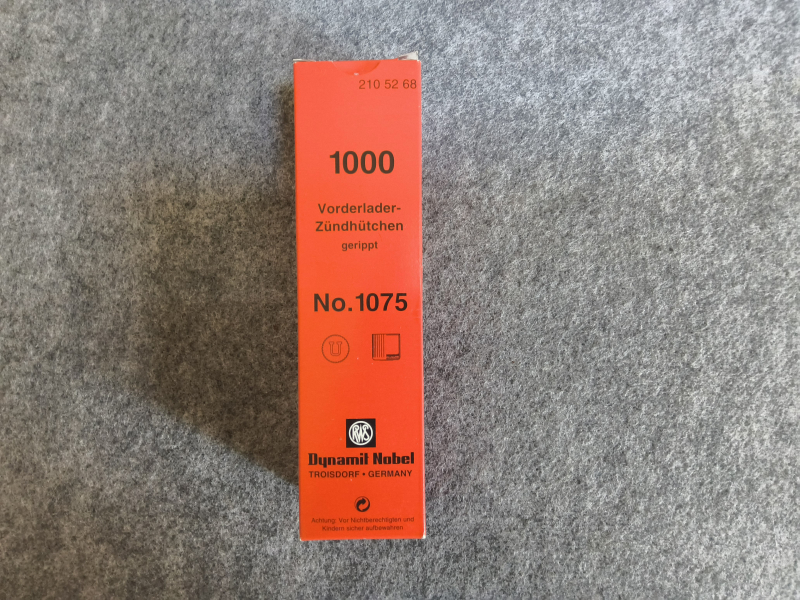 210 52 68
1000
Vorderlader-
Zündhütchen
gerippt
No.1075
U
RWS
Dynamit Nobel
TROISDORF • GERMANY
Achtung: Vor Nichtberechtigten und
Kindern sicher aufbewahren